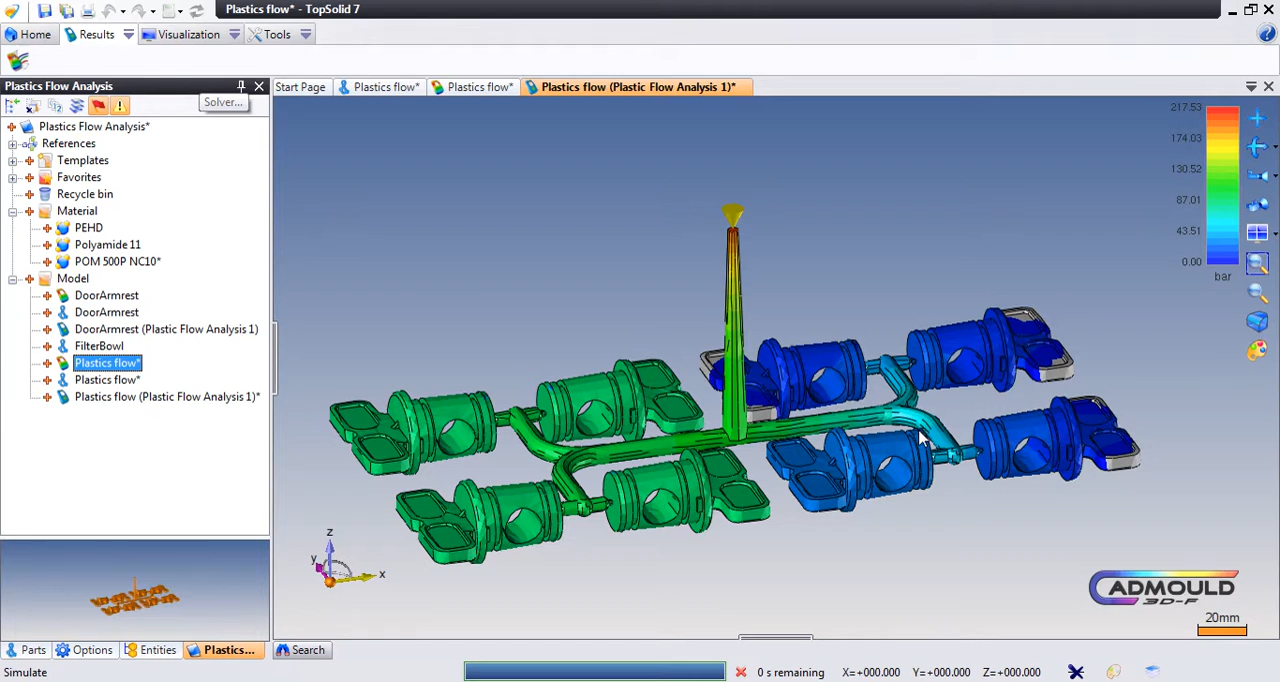 Plastics flow* - TopSolid 7
Home
Results
Visualization
Tools
Plastics Flow Analysis
Solver...
Start Page
Plastics flow*
Plastics flow*
Plastics flow (Plastic Flow Analysis 1)*
Plastics Flow Analysis*
References
Templates
Favorites
Recycle bin
Material
PEHD
Polyamide 11
POM 500P NC10*
Model
DoorArmrest
DoorArmrest
DoorArmrest (Plastic Flow Analysis 1)
FilterBowl
Plastics flow*
Plastics flow*
Plastics flow (Plastic Flow Analysis 1)*
217.53
174.03
130.52
87.01
43.51
0.00
bar
z
y
x
CADMOULD
3D-F
20mm
Parts
Options
Entities
Plastics...
Search
Simulate
0 s remaining
X=+000.000
Y=+000.000
Z=+000.000